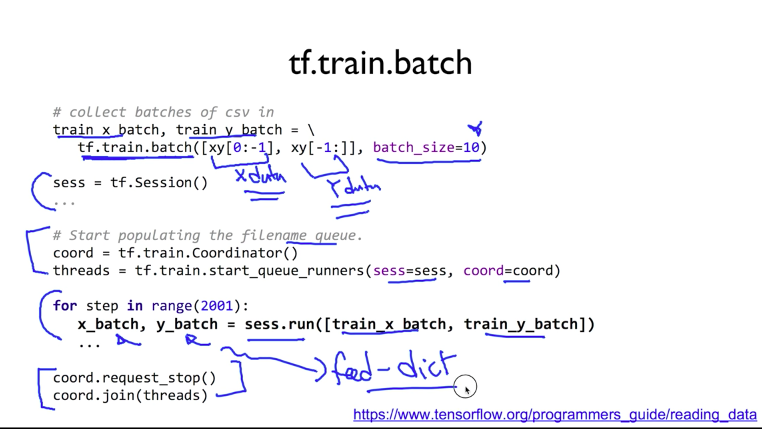 tf.train.batch
# collect batches of csv in
train_x_batch, train_y_batch = \
tf.train.batch([xy[0:-1], xy[-1:]], batch_size=10)
X data
Y data
sess = tf.Session()
...
# Start populating the filename queue.
coord = tf.train.Coordinator()
threads = tf.train.start_queue_runners(sess=sess, coord=coord)
for step in range(2001):
x_batch, y_batch = sess.run([train_x_batch, train_y_batch])
...
feed-dict
coord.request_stop()
coord.join(threads)
https://www.tensorflow.org/programmers_guide/reading_data